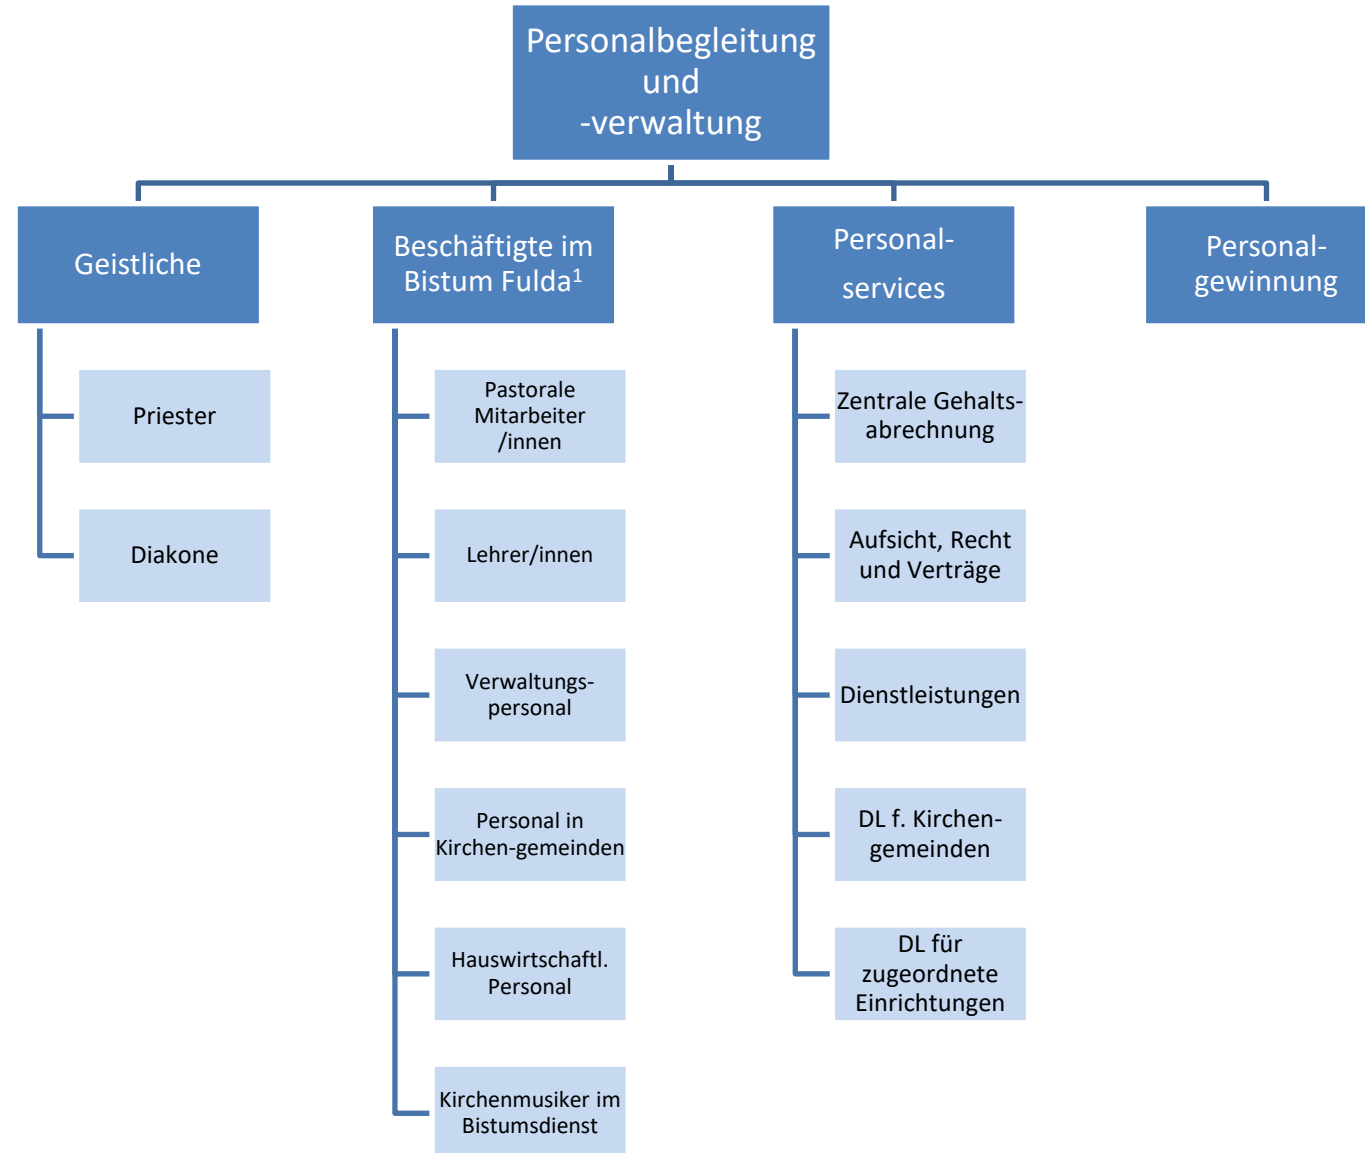 Personalbegleitung
und
-verwaltung
Geistliche
Beschäftigte im
Bistum Fulda¹
Personal-
services
Personal-
gewinnung
Priester
Diakone
Pastorale
Mitarbeiter
/innen
Lehrer/innen
Verwaltungs-
personal
Personal in
Kirchen-gemeinden
Hauswirtschaftl.
Personal
Kirchenmusiker im
Bistumsdienst
Zentrale Gehalts-
abrechnung
Aufsicht, Recht
und Verträge
Dienstleistungen
DL f. Kirchen-
gemeinden
DL für
zugeordnete
Einrichtungen